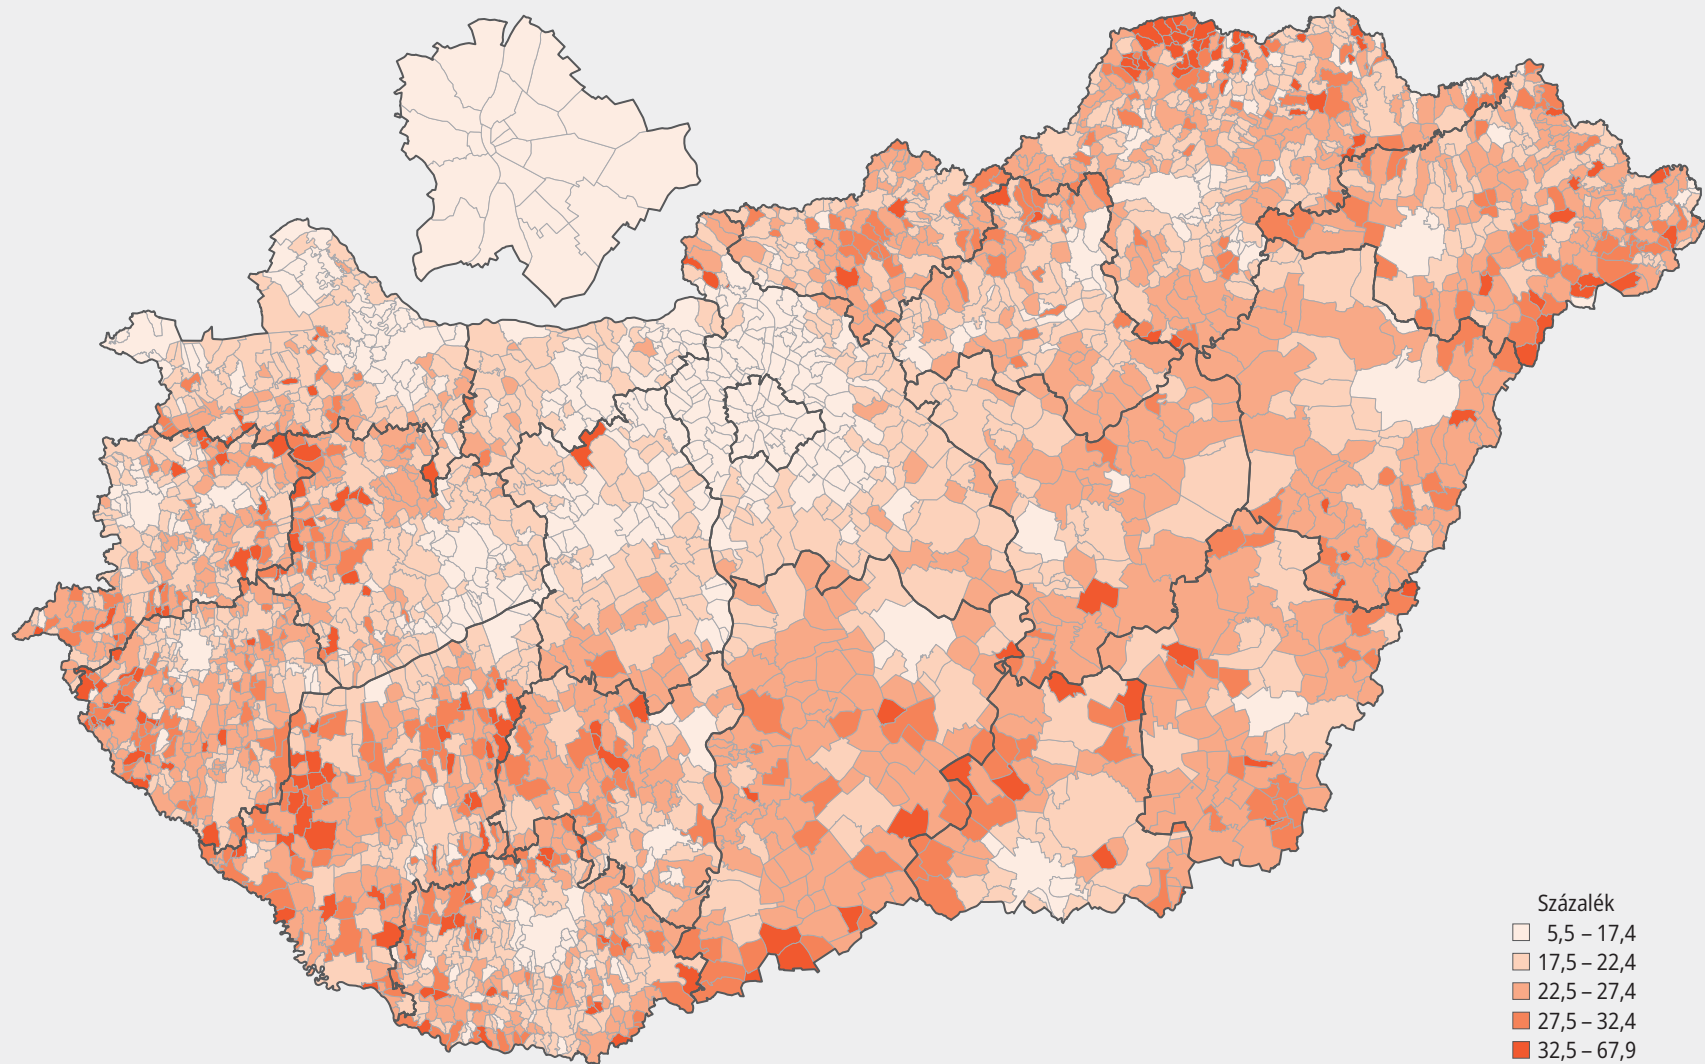 Százalék
5,5 – 17,4
17,5 – 22,4
22,5 – 27,4
27,5 – 32,4
32,5 – 67,9